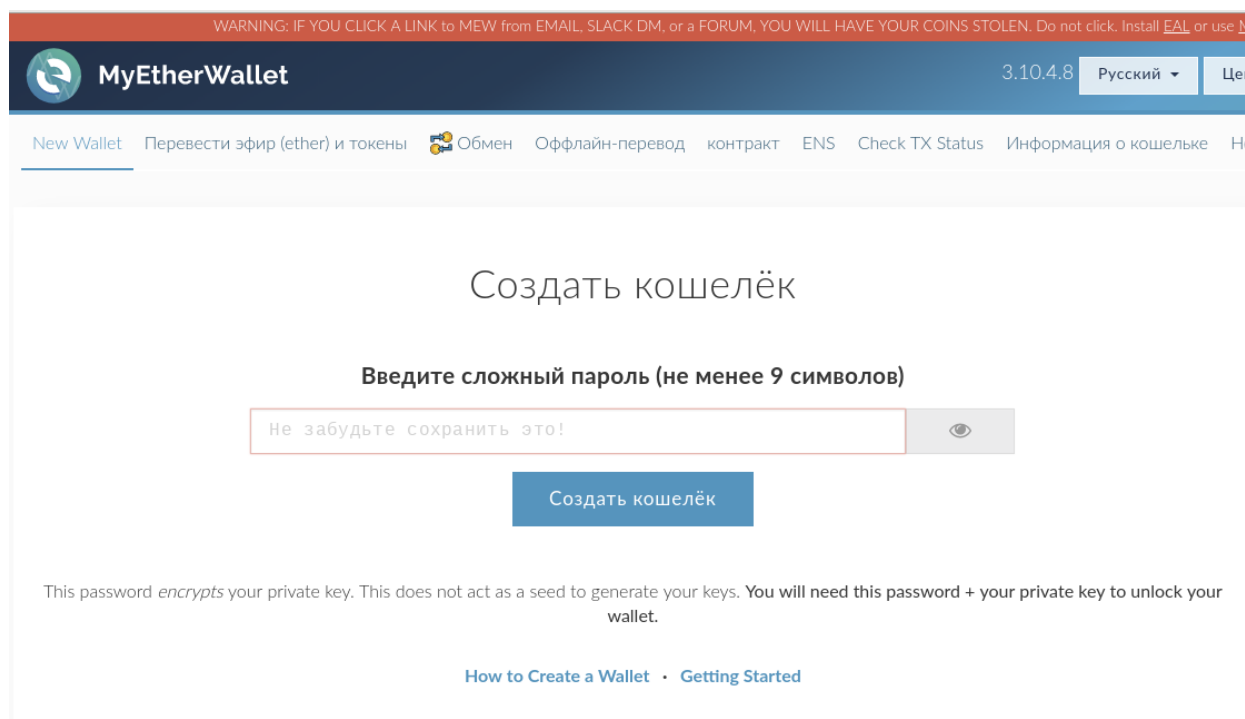 WARNING: IF YOU CLICK A LINK to MEW from EMAIL, SLACK DM, or a FORUM, YOU WILL HAVE YOUR COINS STOLEN. Do not click. Install EAL or use
MyEtherWallet 3.10.4.8 Русский
New Wallet Перевести эфир (ether) и токены Обмен Оффлайн-перевод контракт ENS Check TX Status Информация о кошельке
Создать кошелёк
Введите сложный пароль (не менее 9 символов)
Не забудьте сохранить это!
Создать кошелёк
This password encrypts your private key. This does not act as a seed to generate your keys. You will need this password + your private key to unlock your
wallet.
How to Create a Wallet · Getting Started